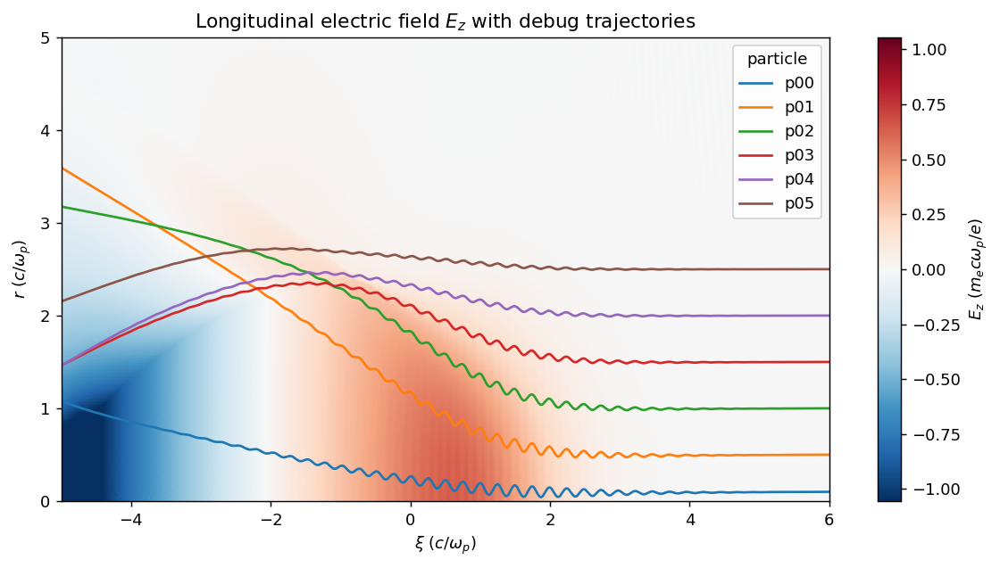 Longitudinal electric field $E_z$ with debug trajectories
5
4
3
2
1
0
r (c/ω_p)
−4
−2
0
2
4
6
ξ (c/ω_p)
particle
p00
p01
p02
p03
p04
p05
1.00
0.75
0.50
0.25
0.00
−0.25
−0.50
−0.75
−1.00
E_z (m_e c ω_p/e)